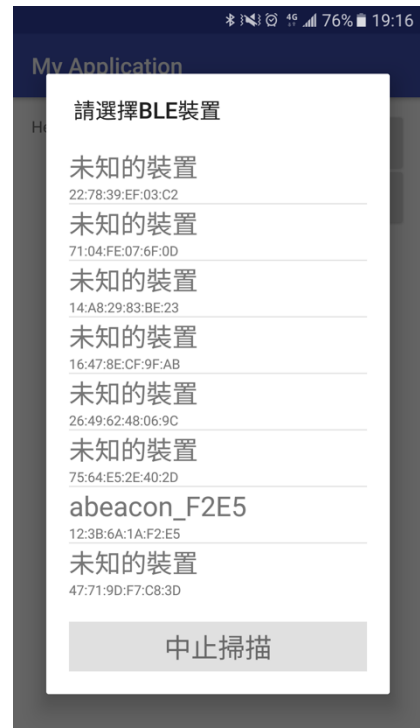 76% 19:16
My Application
He
請選擇BLE裝置
未知的裝置
22:78:39:EF:03:C2
未知的裝置
71:04:FE:07:6F:0D
未知的裝置
14:A8:29:83:BE:23
未知的裝置
16:47:8E:CF:9F:AB
未知的裝置
26:49:62:48:06:9C
未知的裝置
75:64:E5:2E:40:2D
abeacon_F2E5
12:3B:6A:1A:F2:E5
未知的裝置
47:71:9D:F7:C8:3D
中止掃描